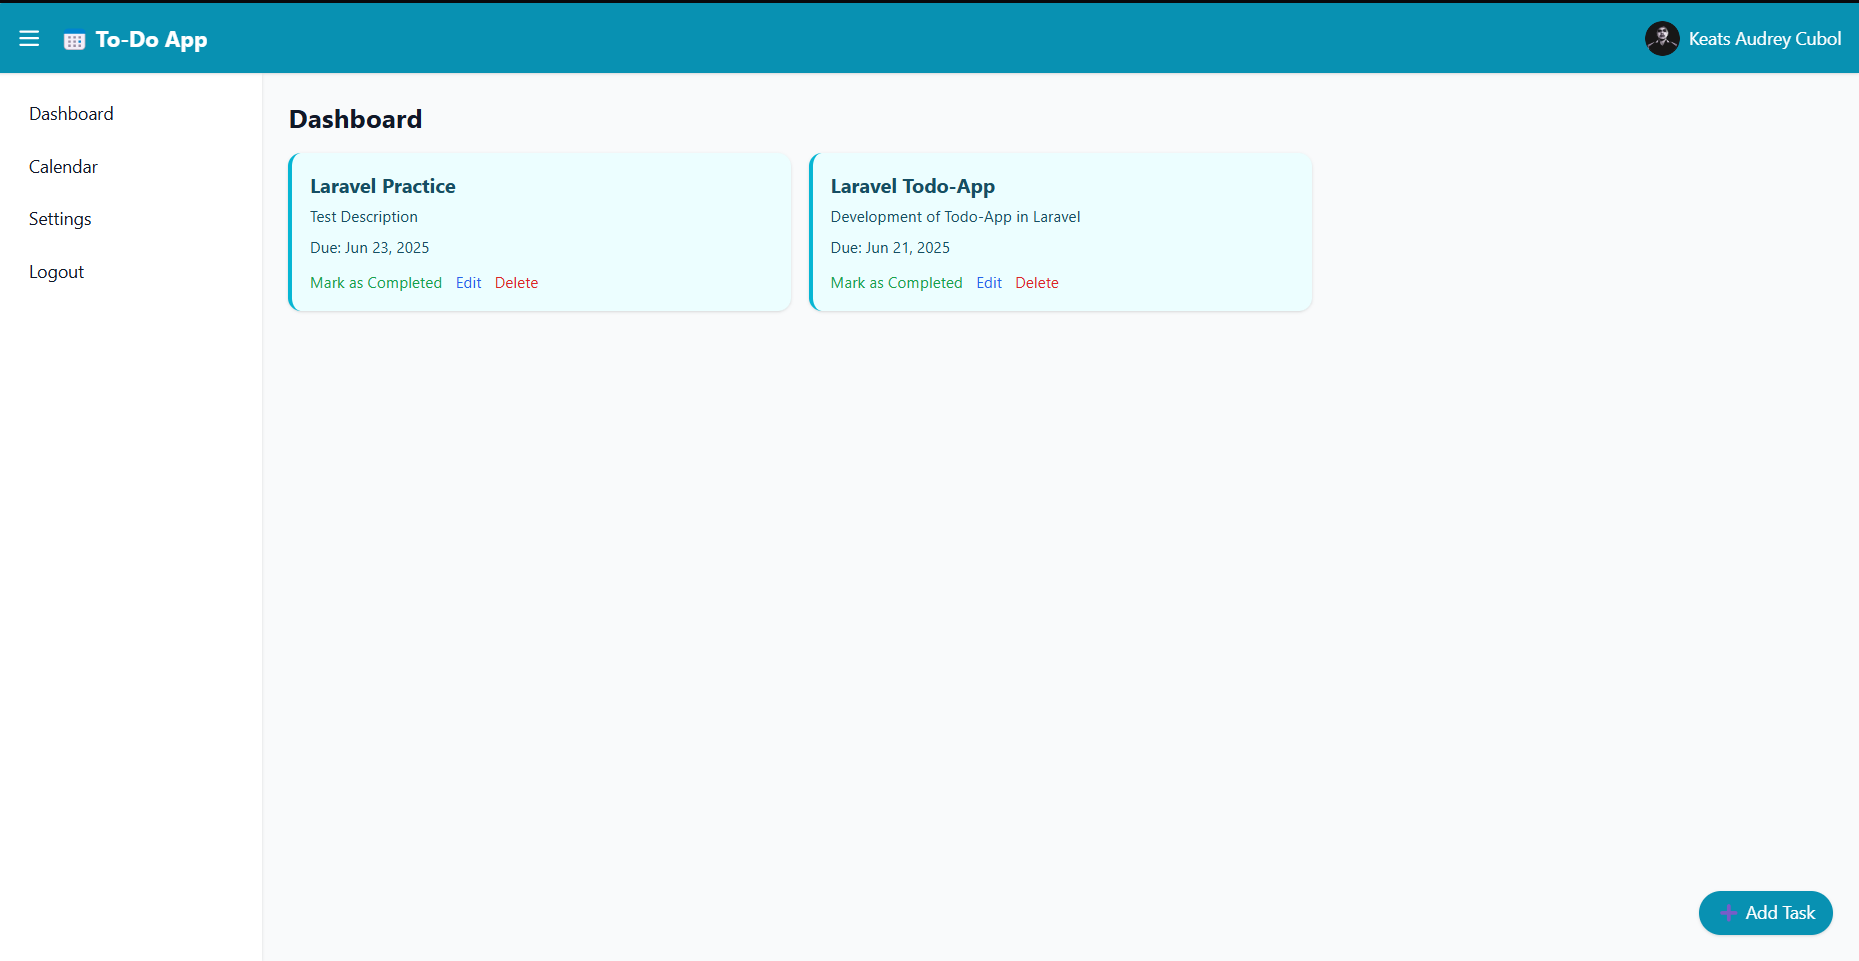 To-Do App
Keats Audrey Cubol
Dashboard
Calendar
Settings
Logout
Dashboard
Laravel Practice
Test Description
Due: Jun 23, 2025
Mark as Completed Edit Delete
Laravel Todo-App
Development of Todo-App in Laravel
Due: Jun 21, 2025
Mark as Completed Edit Delete
Add Task